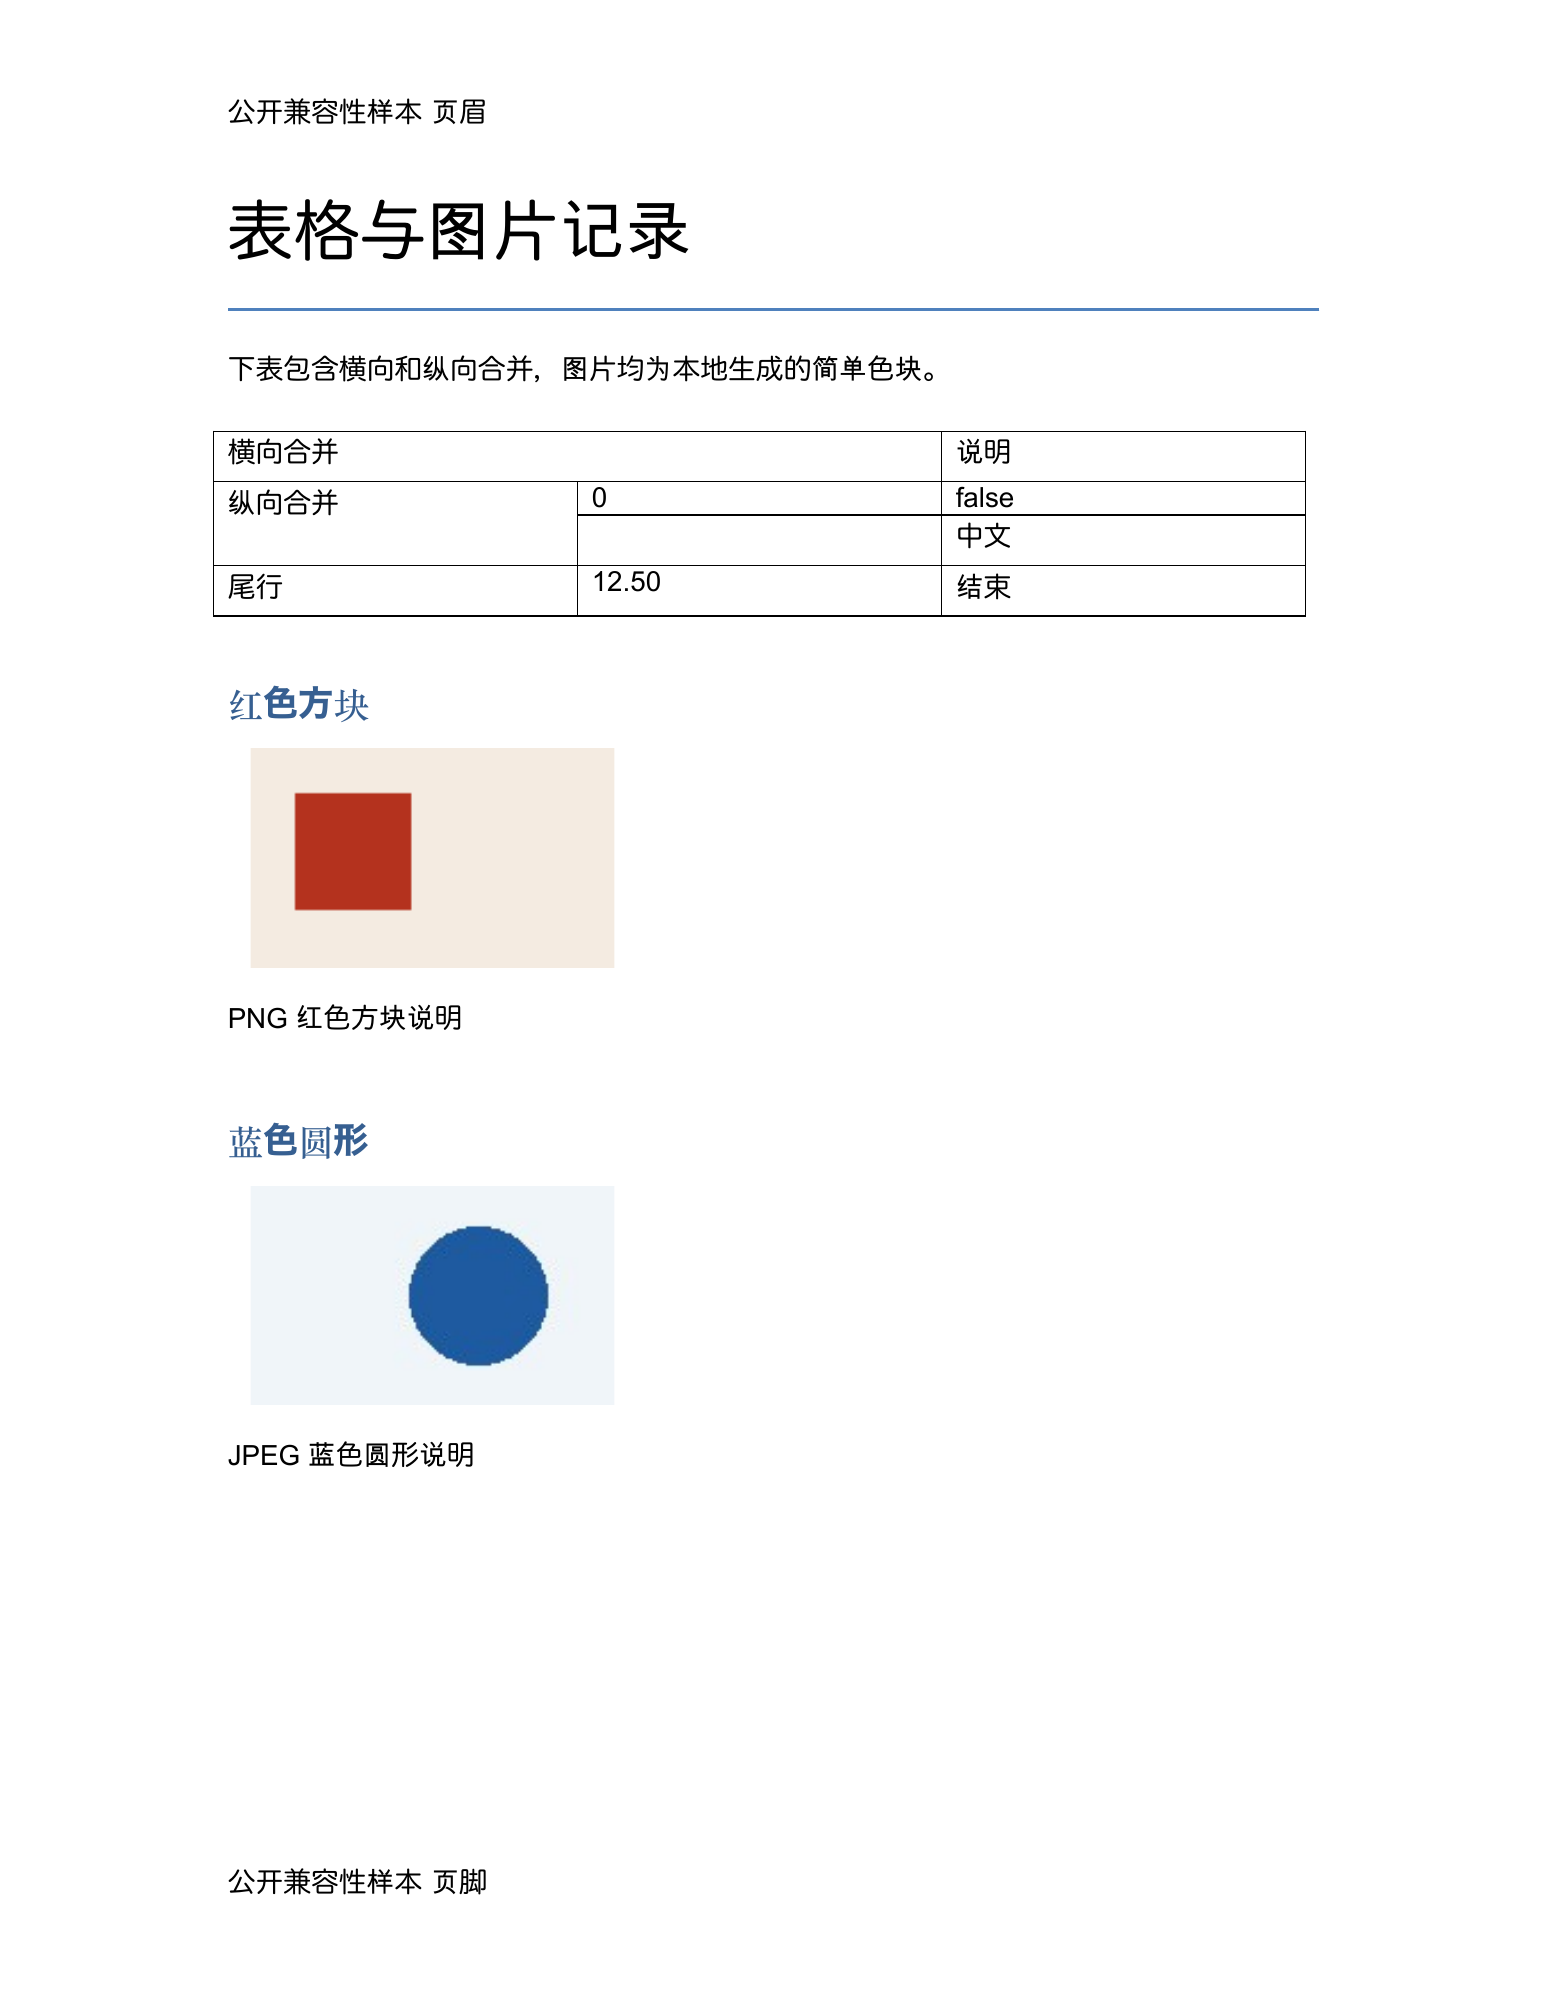 公开兼容性样本 页眉
表格与图片记录
下表包含横向和纵向合并，图片均为本地生成的简单色块。
横向合并 说明
纵向合并 0 false
中文
尾行 12.50 结束
红色方块
PNG 红色方块说明
蓝色圆形
JPEG 蓝色圆形说明
公开兼容性样本 页脚